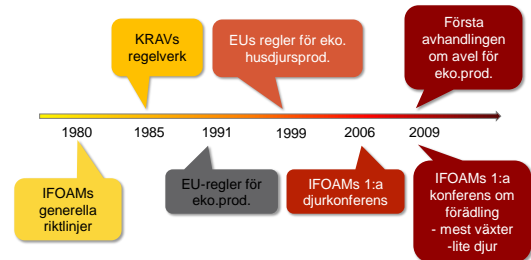 KRAVs
regelverk
EUs regler för eko.
husdjursprod.
Första
avhandlingen
om avel för
eko.prod.
1980
1985
1991
1999
2006
2009
IFOAMs
generella
riktlinjer
EU-regler för
eko.prod.
IFOAMs 1:a
djurkonferens
IFOAMs 1:a
konferens om
förädling
- mest växter
-lite djur